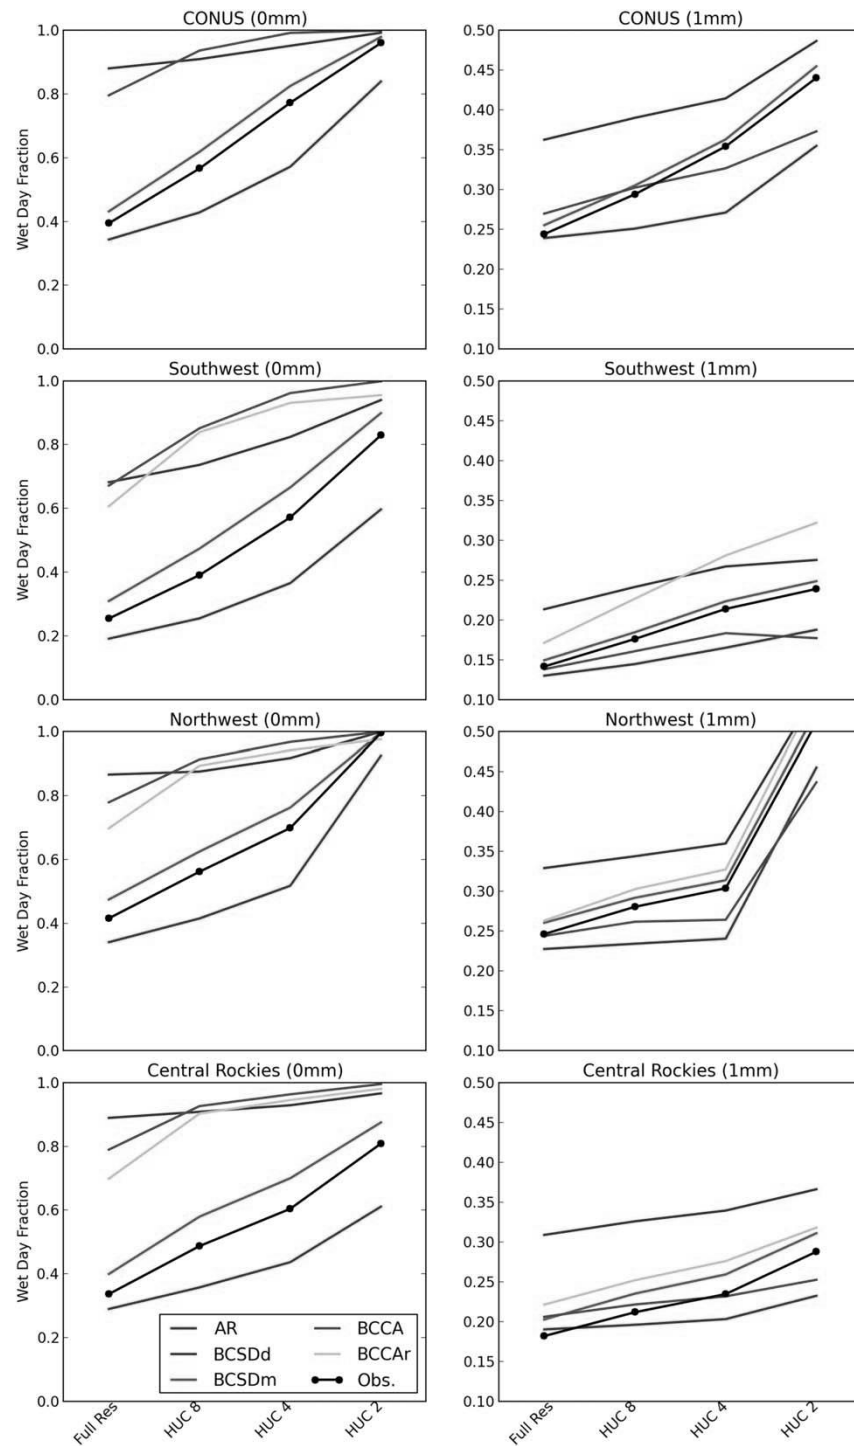 CONUS (0mm)
1.0
0.8
0.6
0.4
0.2
0.0
Wet Day Fraction
CONUS (1mm)
0.50
0.45
0.40
0.35
0.30
0.25
0.20
0.15
0.10
Southwest (0mm)
1.0
0.8
0.6
0.4
0.2
0.0
Wet Day Fraction
Southwest (1mm)
0.50
0.45
0.40
0.35
0.30
0.25
0.20
0.15
0.10
Northwest (0mm)
1.0
0.8
0.6
0.4
0.2
0.0
Wet Day Fraction
Northwest (1mm)
0.50
0.45
0.40
0.35
0.30
0.25
0.20
0.15
0.10
Central Rockies (0mm)
1.0
0.8
0.6
0.4
0.2
0.0
Wet Day Fraction
AR
BCSDd
BCSDm
BCCA
BCCAr
Obs.
Full Res
HUC 8
HUC 4
HUC 2
Central Rockies (1mm)
0.50
0.45
0.40
0.35
0.30
0.25
0.20
0.15
0.10
Full Res
HUC 8
HUC 4
HUC 2